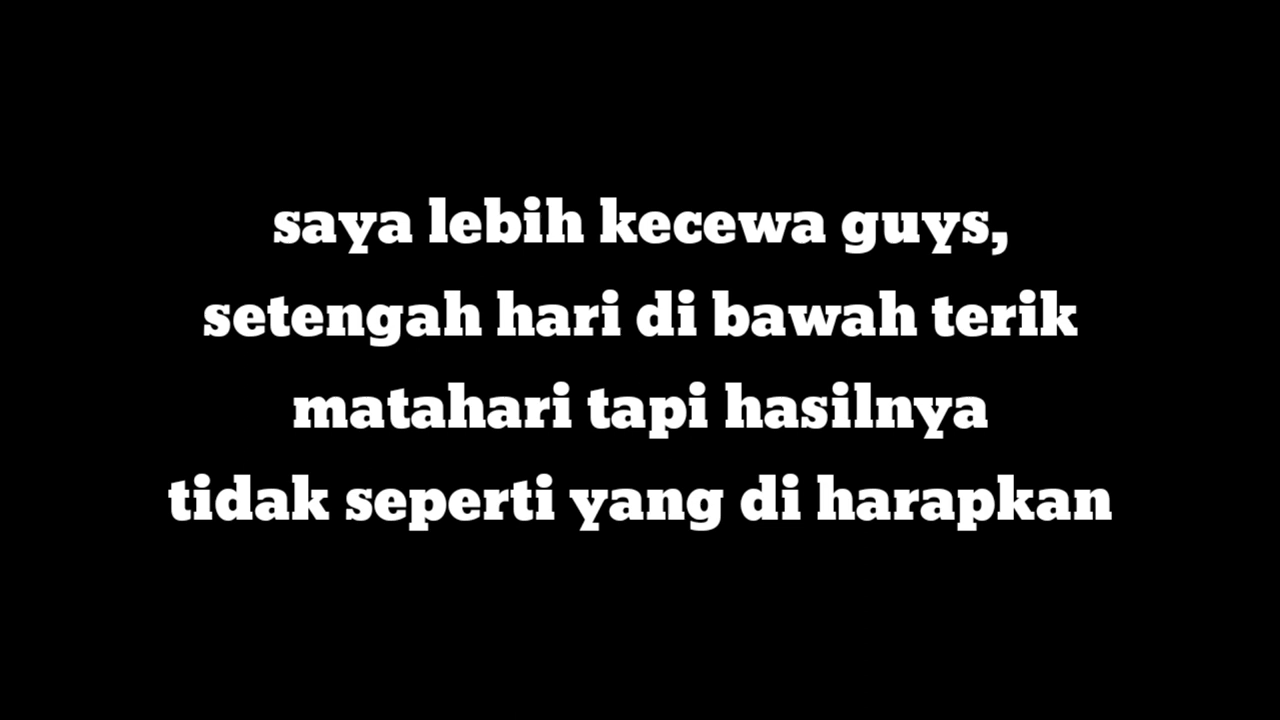 saya lebih kecewa guys,
setengah hari di bawah terik
matahari tapi hasilnya
tidak seperti yang di harapkan